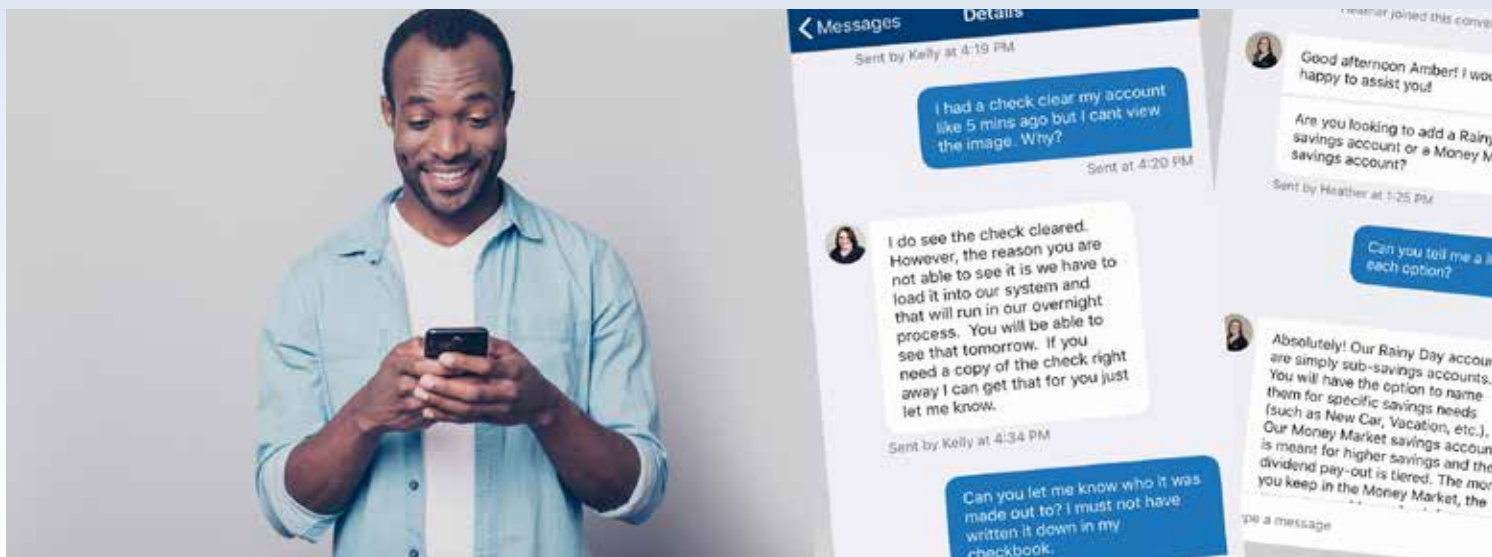 Messages
Details
Sent by Kelly at 4:19 PM
I had a check clear my account
like 5 mins ago but I cant view
the image. Why?
Sent at 4:20 PM
I do see the check cleared.
However, the reason you are
not able to see it is we have to
load it into our system and
that will run in our overnight
process. You will be able to
see that tomorrow. If you
need a copy of the check right
away I can get that for you just
let me know.
Sent by Kelly at 4:34 PM
Can you let me know who it was
made out to? I must not have
written it down in my
checkbook.
Heather joined this
Good afternoon Amber! I
happy to assist you!
Are you looking to add a Rainy
savings account or a Money
savings account?
Sent by Heather at 1:25 PM
Can you tell me a
each option?
Absolutely! Our Rainy Day
are simply sub-savings accounts.
You will have the option to name
them for specific savings needs
(such as New Car, Vacation, etc.).
Our Money Market savings
is meant for higher savings and the
dividend pay-out is tiered. The
you keep in the Money Market, the
a message